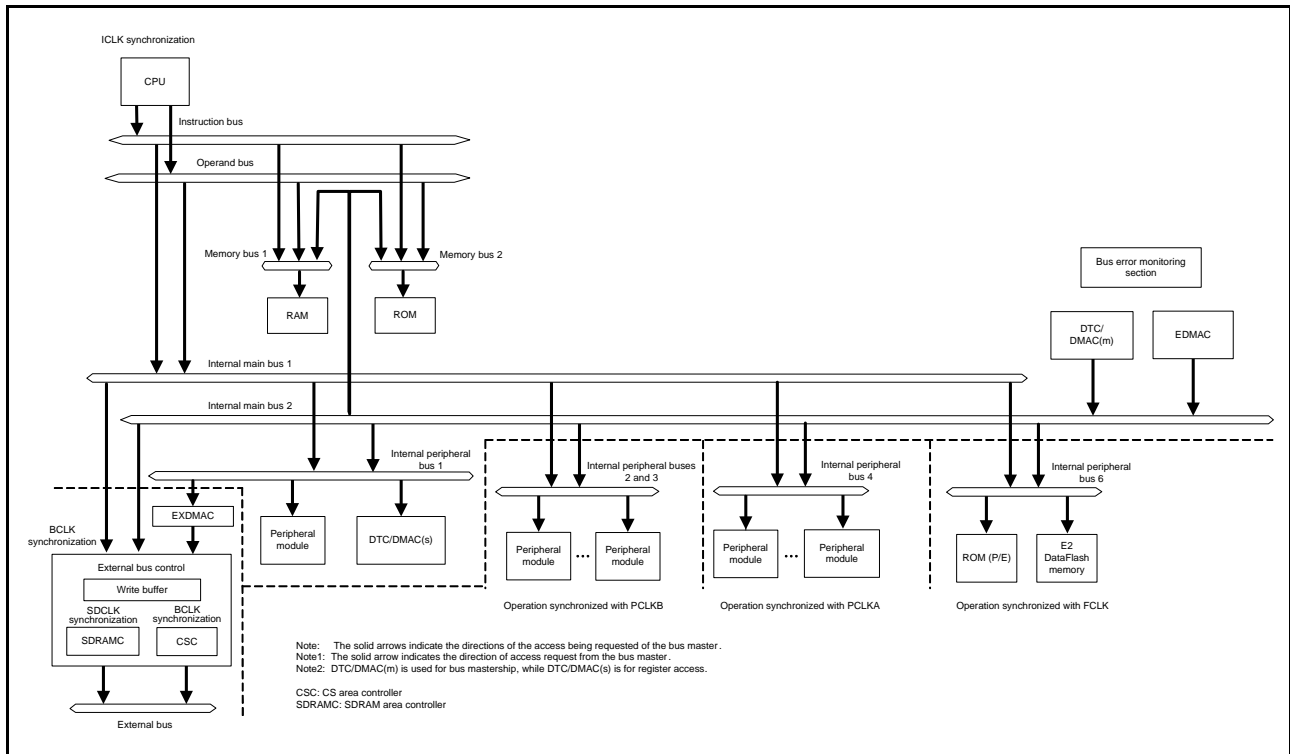 ICLK synchronization
CPU
Instruction bus
Operand bus
Memory bus 1
Memory bus 2
RAM
ROM
Bus error monitoring
section
DTC/
DMAC(m)
EDMAC
Internal main bus 1
Internal main bus 2
Internal peripheral
bus 1
Internal peripheral buses
2 and 3
Internal peripheral
bus 4
Internal peripheral
bus 6
BCLK
synchronization
EXDMAC
Peripheral
module
DTC/DMAC(s)
Peripheral
module
...
Peripheral
module
Peripheral
module
...
Peripheral
module
ROM (P/E)
E2
DataFlash
memory
External bus control
Write buffer
SDCLK
synchronization
BCLK
synchronization
SDRAMC
CSC
Operation synchronized with PCLKB
Operation synchronized with PCLKA
Operation synchronized with FCLK
Note: The solid arrows indicate the directions of the access being requested of the bus master.
Note1: The solid arrow indicates the direction of access request from the bus master.
Note2: DTC/DMAC(m) is used for bus mastership, while DTC/DMAC(s) is for register access.
CSC: CS area controller
SDRAMC: SDRAM area controller
External bus